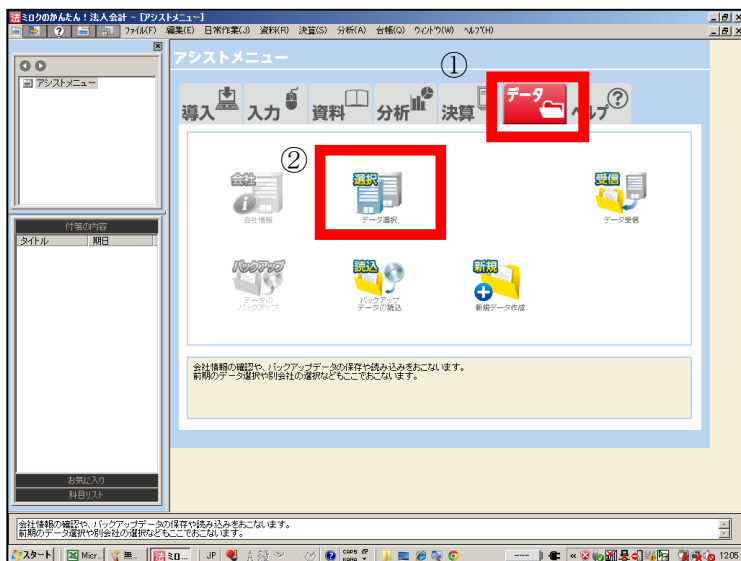 ミロクのかんたん！法人会計 - [アシストメニュー]
ファイル(F) 編集(E) 日常作業(J) 資料(R) 決算(S) 分析(A) 台帳(Q) ウィンドウ(W) ヘルプ(H)
アシストメニュー
アシストメニュー
①
導入 入力 資料 分析 決算 データ ヘルプ
②
会社 選択 受信
会社情報 データ選択 データ受信
バックアップ 読込 新規
データの
バックアップ
バックアップ
データの読込
新規データ作成
会社情報の確認や、バックアップデータの保存や読み込みをおこないます。
前期のデータ選択や別会社の選択などもここでおこないます。
付箋の内容
タイトル 期日
お気に入り
科目リスト
会社情報の確認や、バックアップデータの保存や読み込みをおこないます。
前期のデータ選択や別会社の選択などもここでおこないます。
スタート Micr... 無... ミロ... JP A 般 CAPS KANA 12:05